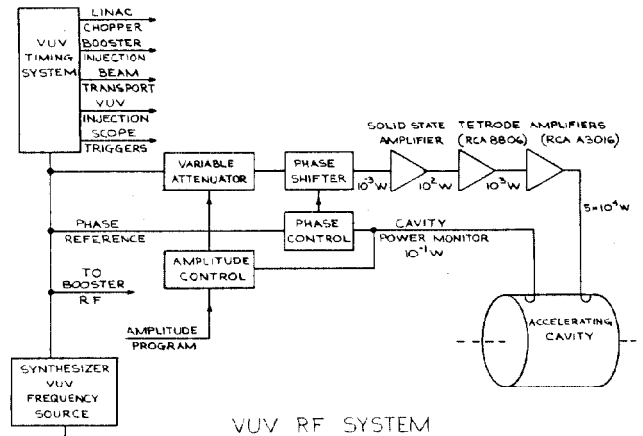 VUV
TIMING
SYSTEM
LINAC
CHOPPER
BOOSTER
INJECTION
BEAM
TRANSPORT
VUV
INJECTION
SCOPE
TRIGGERS
SOLID STATE
AMPLIFIER
TETRODE AMPLIFIERS
(RCA 8806) (RCA A3016)
VARIABLE
ATTENUATOR
PHASE
SHIFTER
10⁻³W
10²W
10³W
5×10⁴W
PHASE
REFERENCE
PHASE
CONTROL
CAVITY
POWER MONITOR
10⁻¹W
AMPLITUDE
CONTROL
TO
BOOSTER
RF
AMPLITUDE
PROGRAM
ACCELERATING
CAVITY
SYNTHESIZER
VUV
FREQUENCY
SOURCE
VUV RF SYSTEM